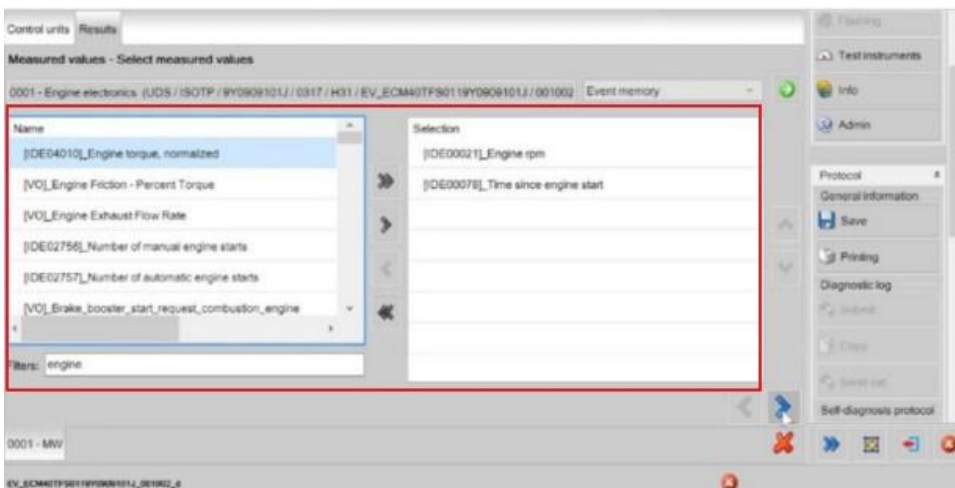 Control units Results
Measured values - Select measured values
0001 - Engine electronics (UDS / ISOTP / 9Y0909101J / 0317 / H31 / EV_ECM40TFS0119Y0909101J / 001002 Event memory
Name
[IDE04010]_Engine torque, normalized
[VO]_Engine Friction - Percent Torque
[VO]_Engine Exhaust Flow Rate
[IDE02756]_Number of manual engine starts
[IDE02757]_Number of automatic engine starts
[VO]_Brake_booster_start_request_combustion_engine
Filters: engine
Selection
[IDE00021]_Engine rpm
[IDE00078]_Time since engine start
0001 - MW
EV_ECM40TFS0119Y0909101J_001002_d
Flashing
Test instruments
Info
Admin
Protocol
General information
Save
Printing
Diagnostic log
Submit
Copy
Self-diagnosis protocol